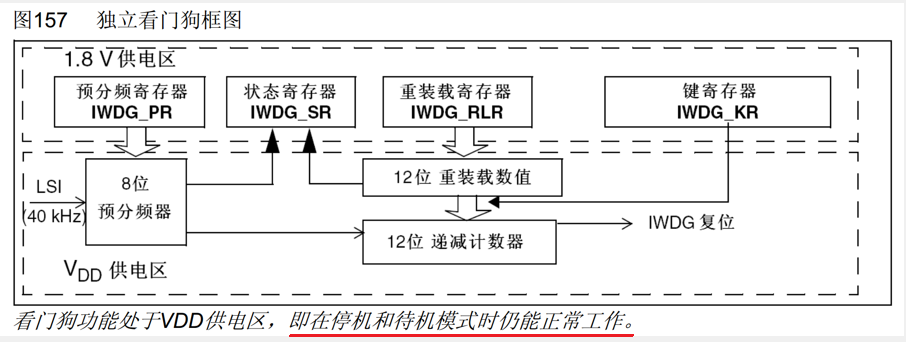 图157 独立看门狗框图
1.8 V 供电区
预分频寄存器
IWDG_PR
状态寄存器
IWDG_SR
重装载寄存器
IWDG_RLR
键寄存器
IWDG_KR
LSI
(40 kHz)
8位
预分频器
12位 重装载数值
12位 递减计数器
IWDG 复位
VDD 供电区
看门狗功能处于VDD供电区，即在停机和待机模式时仍能正常工作。